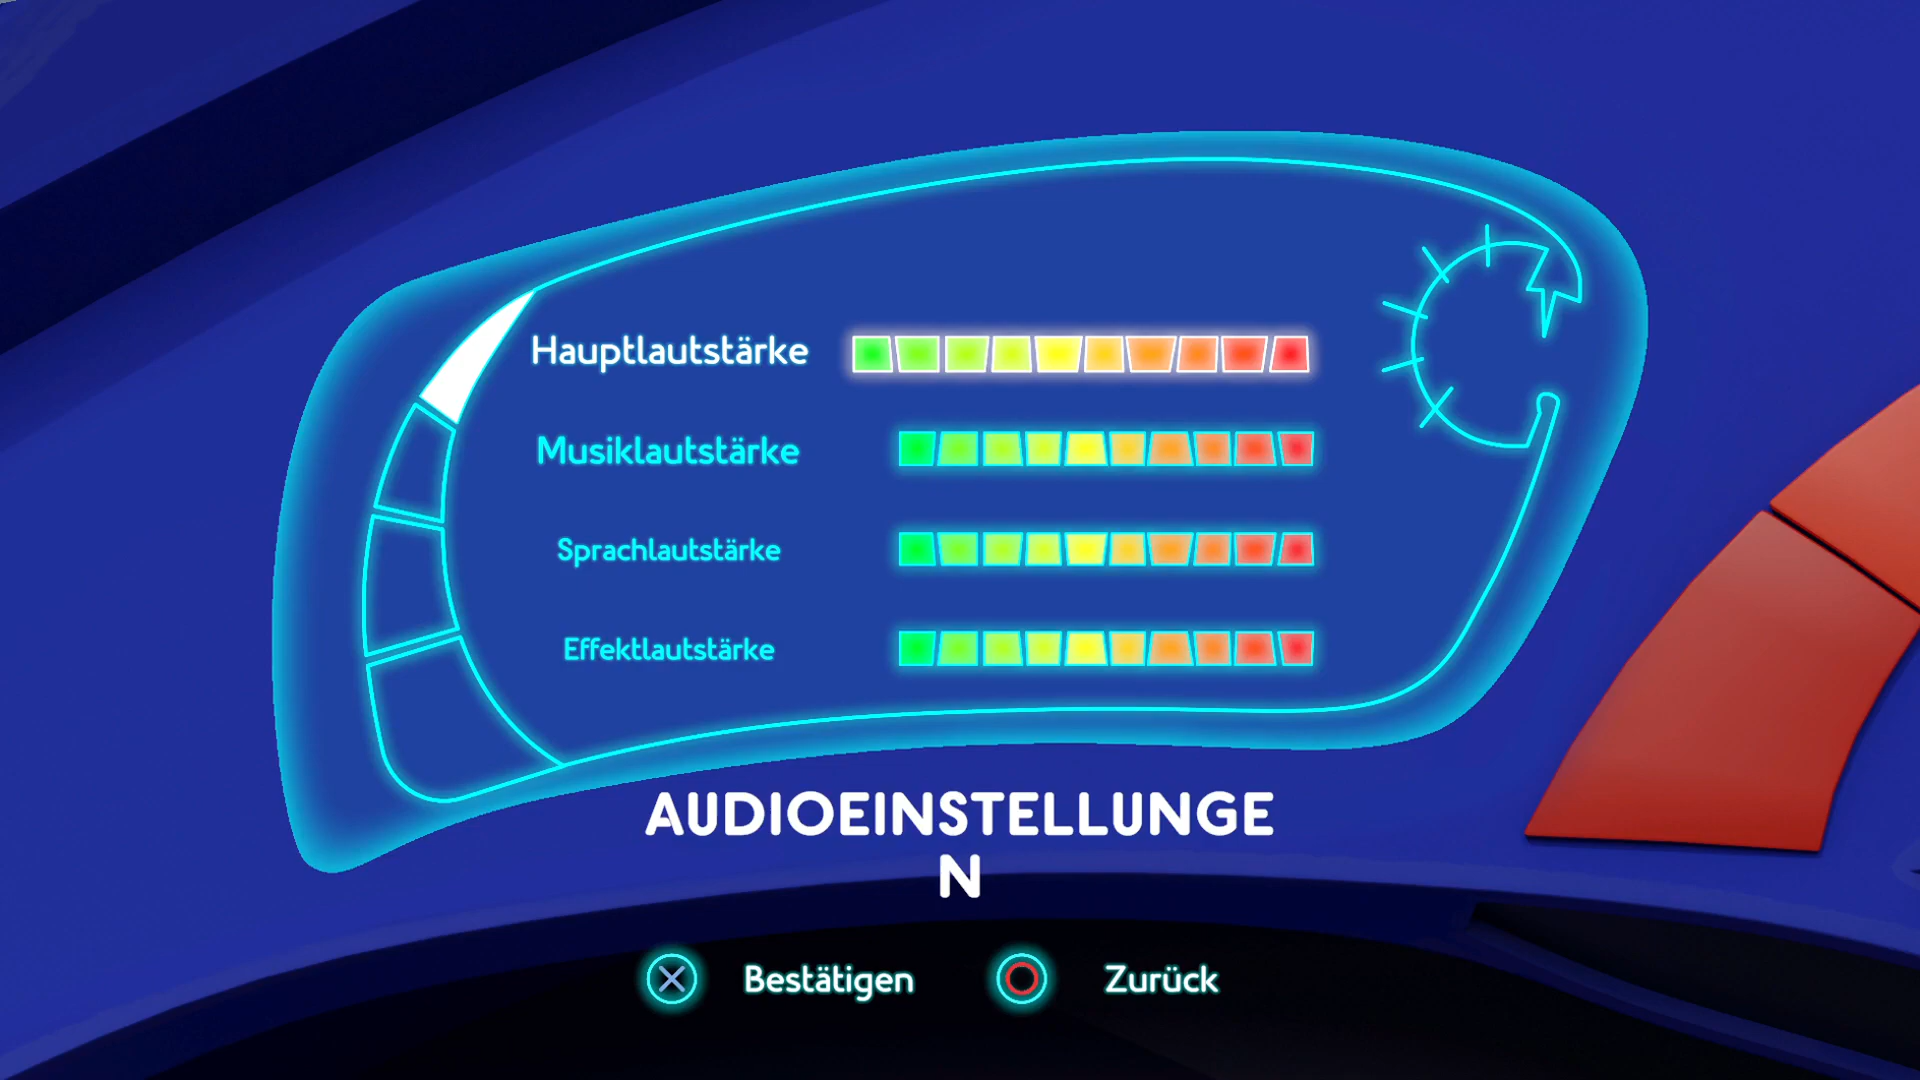 Hauptlautstärke
Musiklautstärke
Sprachlautstärke
Effektlautstärke
AUDIOEINSTELLUNGE
N
Bestätigen Zurück